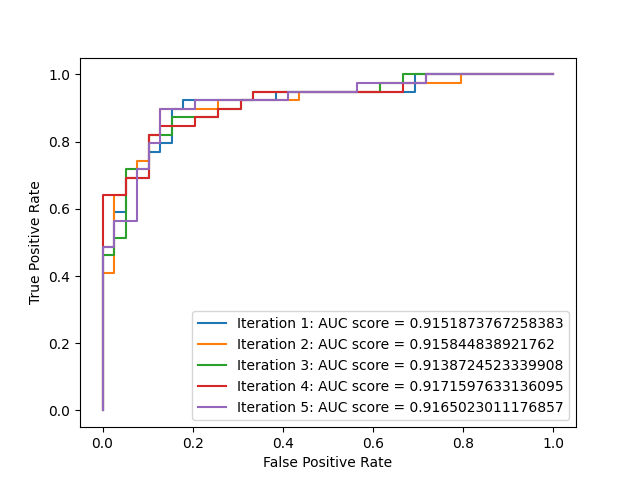 1.0
0.8
0.6
0.4
0.2
0.0
True Positive Rate
Iteration 1: AUC score = 0.9151873767258383
Iteration 2: AUC score = 0.915844838921762
Iteration 3: AUC score = 0.9138724523339908
Iteration 4: AUC score = 0.9171597633136095
Iteration 5: AUC score = 0.9165023011176857
0.0 0.2 0.4 0.6 0.8 1.0
False Positive Rate